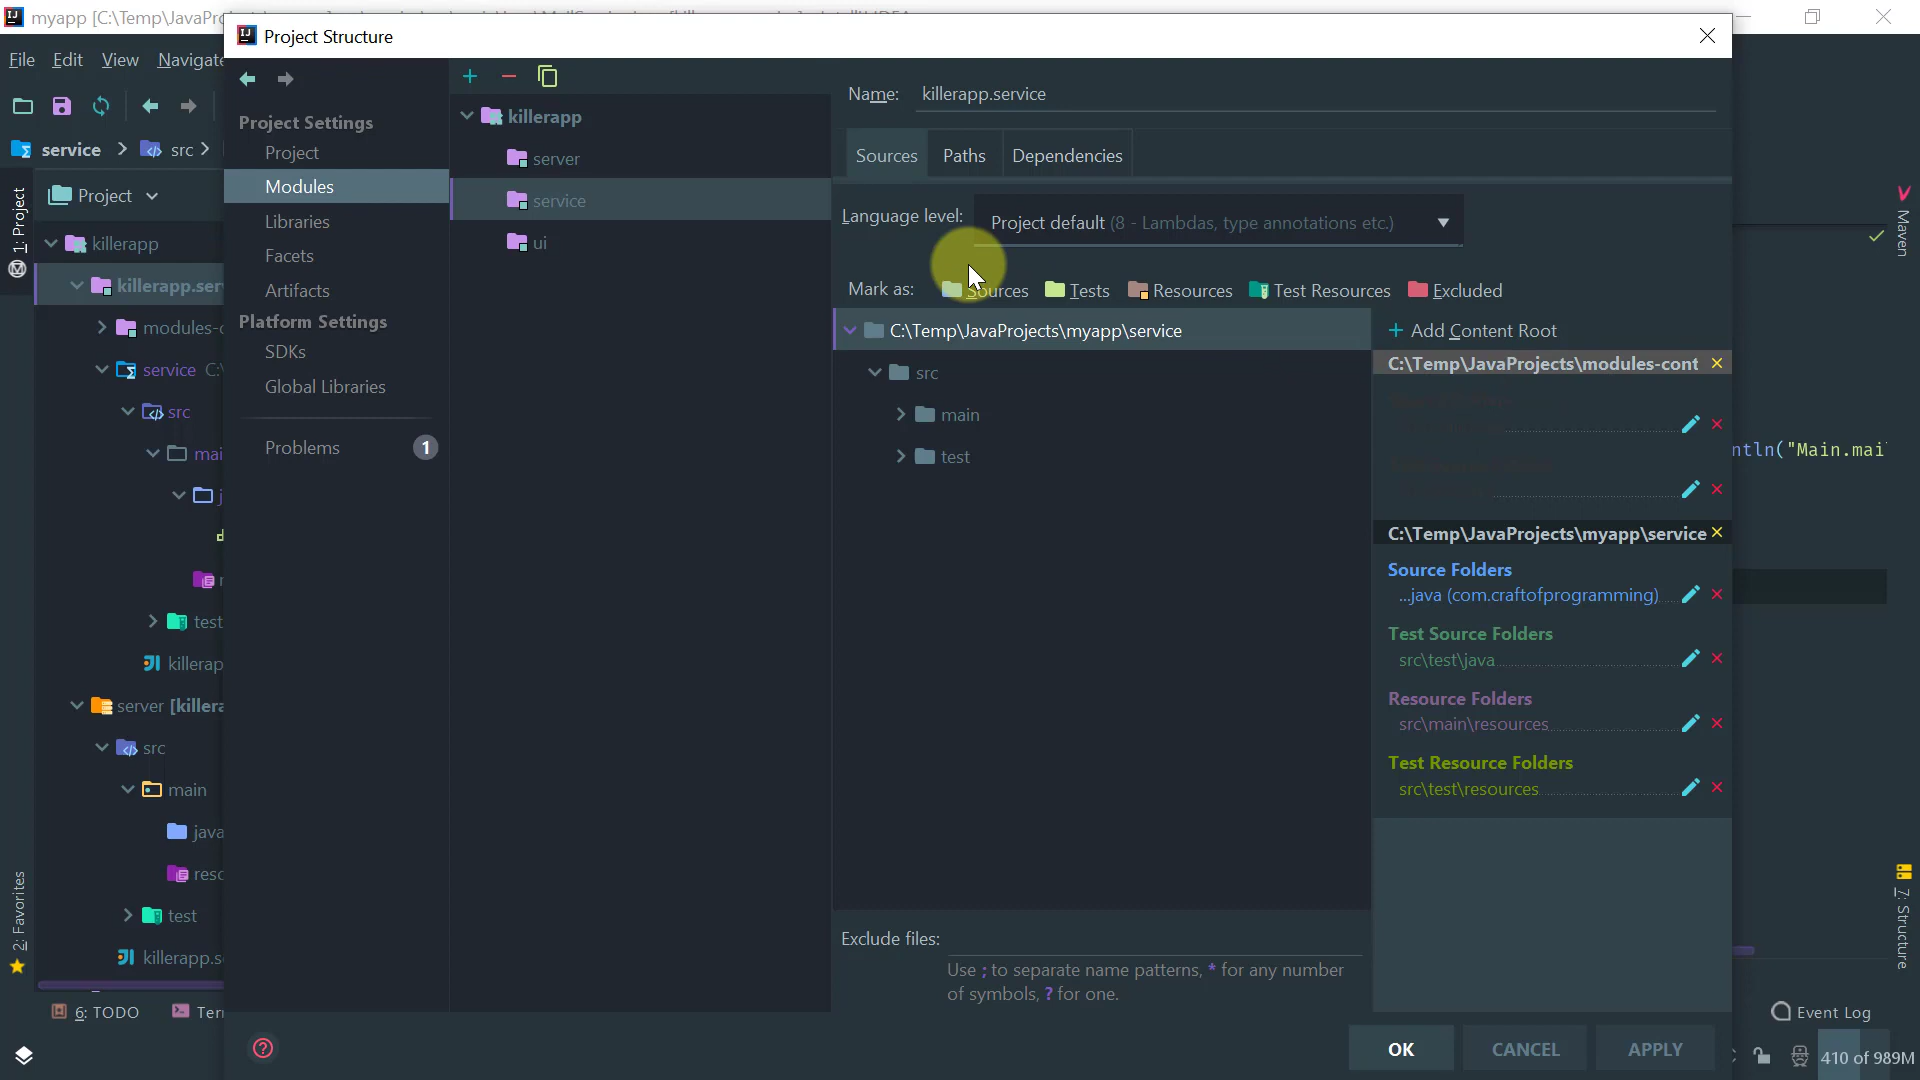 myapp [C:\Temp\JavaPr
Project Structure
File Edit View Navigate
Project Settings
Project
Modules
Libraries
Facets
Artifacts
Platform Settings
SDKs
Global Libraries
Problems 1
killerapp
server
service
ui
Name: killerapp.service
Sources Paths Dependencies
Language level: Project default (8 - Lambdas, type annotations etc.)
Mark as: Sources Tests Resources Test Resources Excluded
C:\Temp\JavaProjects\myapp\service
src
main
test
+ Add Content Root
C:\Temp\JavaProjects\modules-cont
C:\Temp\JavaProjects\myapp\service
Source Folders
...java (com.craftofprogramming)
Test Source Folders
src\test\java
Resource Folders
src\main\resources
Test Resource Folders
src\test\resources
Exclude files:
Use ; to separate name patterns, * for any number
of symbols, ? for one.
OK CANCEL APPLY
service src
1: Project
Project
killerapp
killerapp.ser
modules-c
service C:
src
mai
j
test
killerap
server [killera
src
main
java
reso
test
killerapp.s
2: Favorites
6: TODO Ter
Maven
ntln("Main.mai
7: Structure
Event Log
410 of 989M